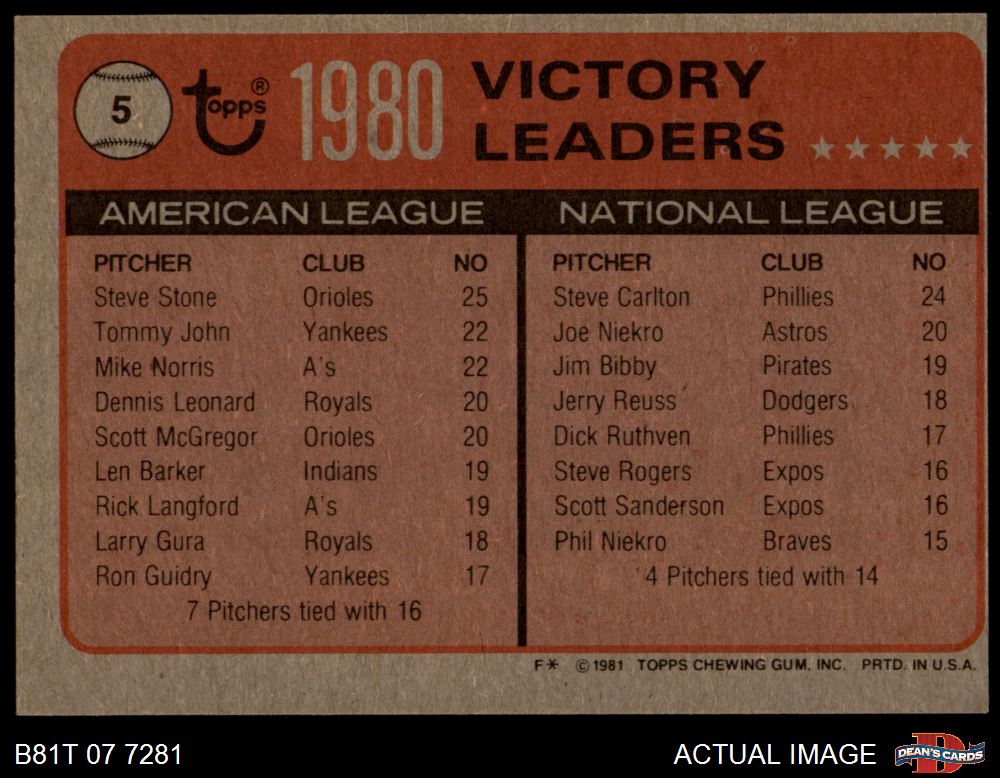 5 topps® 1980 VICTORY LEADERS
AMERICAN LEAGUE
PITCHER CLUB NO
Steve Stone Orioles 25
Tommy John Yankees 22
Mike Norris A's 22
Dennis Leonard Royals 20
Scott McGregor Orioles 20
Len Barker Indians 19
Rick Langford A's 19
Larry Gura Royals 18
Ron Guidry Yankees 17
7 Pitchers tied with 16
NATIONAL LEAGUE
PITCHER CLUB NO
Steve Carlton Phillies 24
Joe Niekro Astros 20
Jim Bibby Pirates 19
Jerry Reuss Dodgers 18
Dick Ruthven Phillies 17
Steve Rogers Expos 16
Scott Sanderson Expos 16
Phil Niekro Braves 15
4 Pitchers tied with 14
F* © 1981 TOPPS CHEWING GUM, INC. PRTD. IN U.S.A.
B81T 07 7281
ACTUAL IMAGE
D DEAN'S CARDS